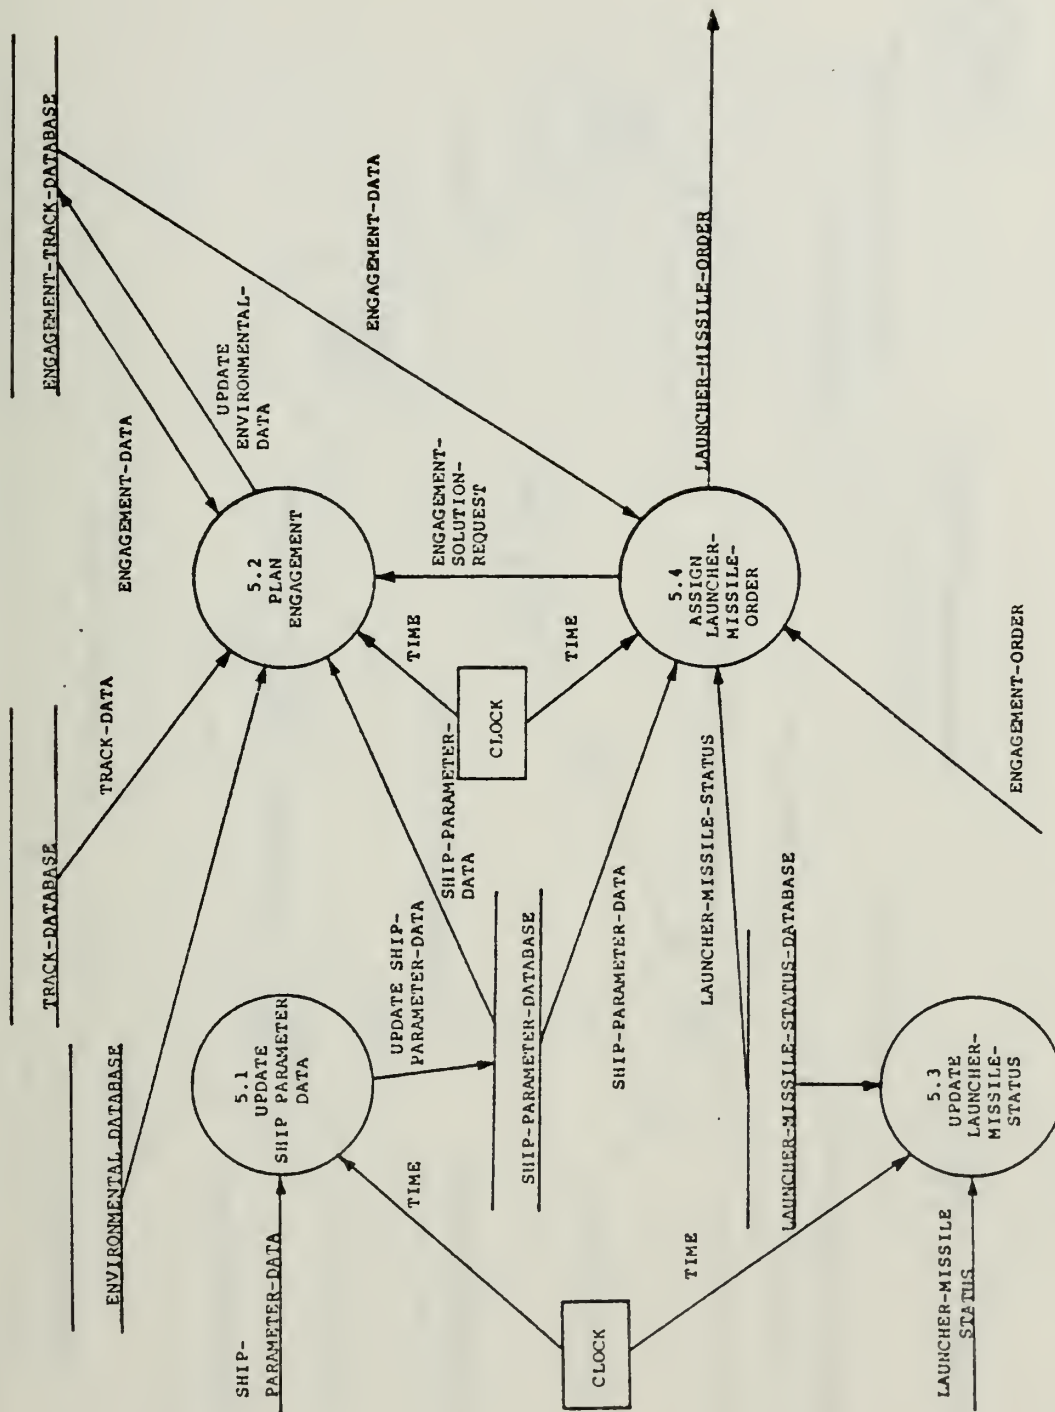 ENGAGEMENT-TRACK-DATABASE
TRACK-DATABASE
ENVIRONMENTAL-DATABASE
ENGAGEMENT-DATA
UPDATE
ENVIRONMENTAL-
DATA
TRACK-DATA
ENGAGEMENT-DATA
SHIP-
PARAMETER-DATA
5.1
UPDATE
SHIP PARAMETER
DATA
5.2
PLAN
ENGAGEMENT
TIME
UPDATE SHIP-
PARAMETER-DATA
SHIP-PARAMETER-
DATA
TIME
ENGAGEMENT-
SOLUTION-
REQUEST
CLOCK
SHIP-PARAMETER-DATABASE
TIME
CLOCK
SHIP-PARAMETER-DATA
TIME
LAUNCHER-MISSILE-STATUS
5.4
ASSIGN
LAUNCHER-
MISSILE-
ORDER
LAUNCHER-MISSILE-ORDER
LAUNCHER-MISSILE-STATUS-DATABASE
LAUNCHER-MISSILE
STATUS
5.3
UPDATE
LAUNCHER-
MISSILE-
STATUS
ENGAGEMENT-ORDER